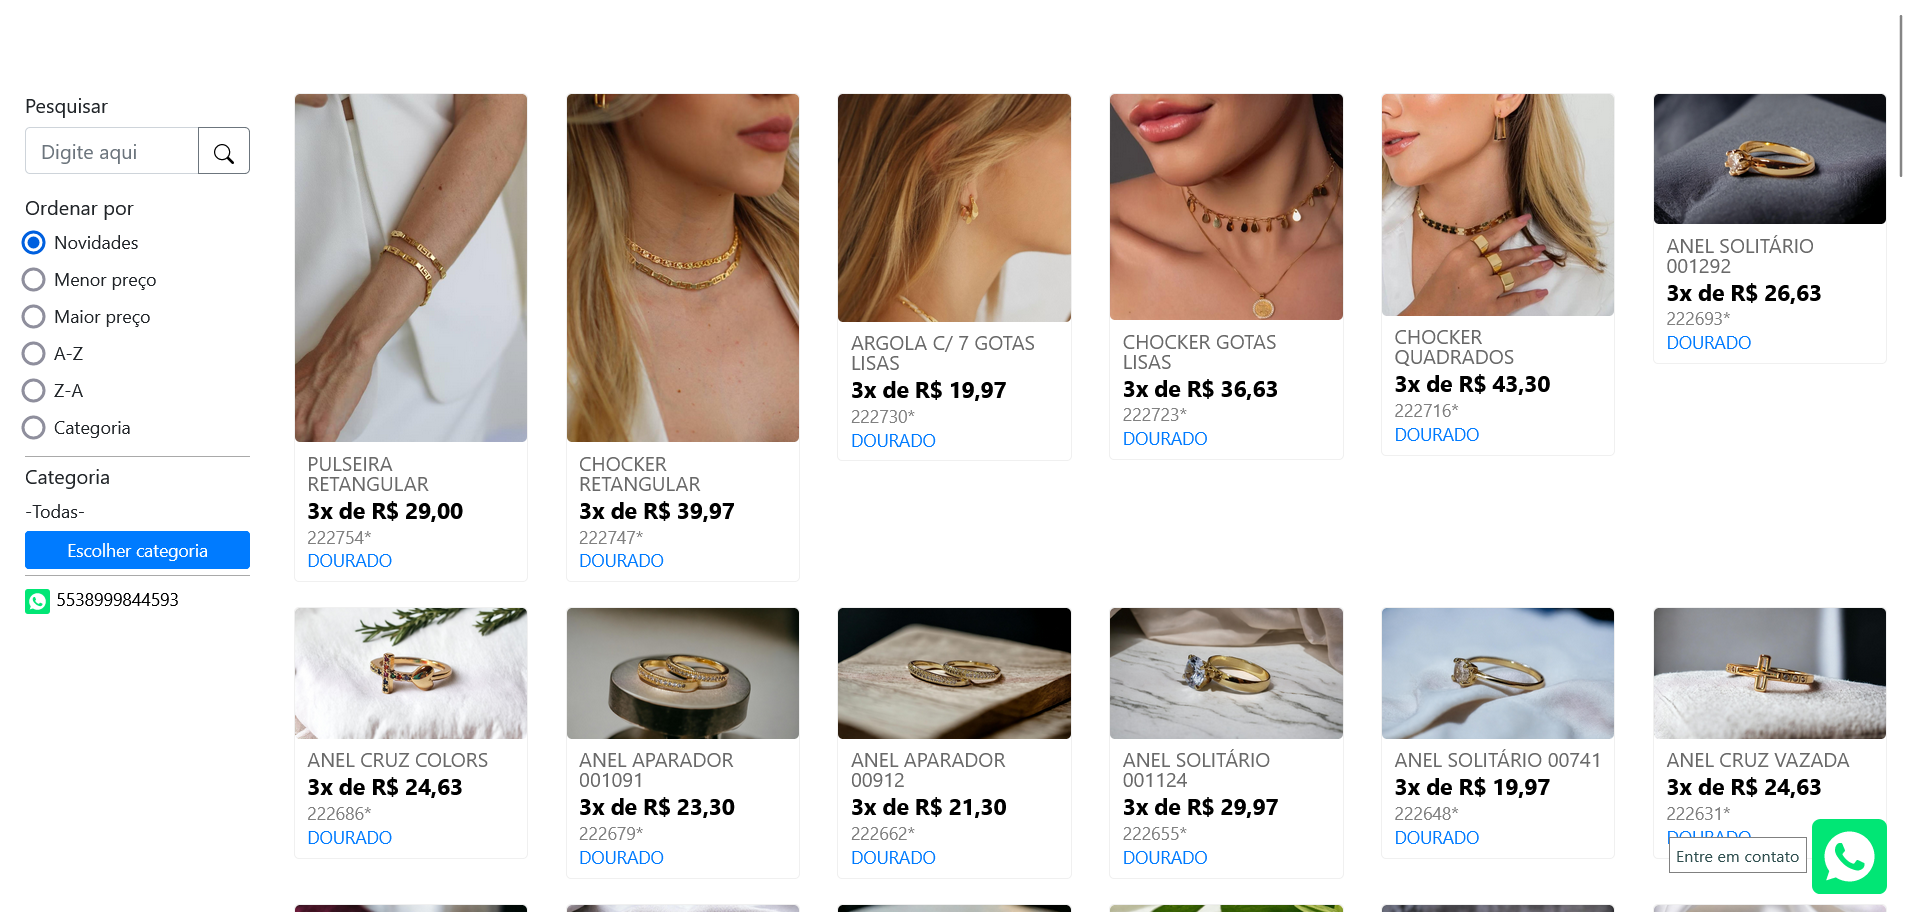 Pesquisar
Digite aqui
Ordenar por
Novidades
Menor preço
Maior preço
A-Z
Z-A
Categoria
Categoria
-Todas-
Escolher categoria
5538999844593
PULSEIRA
RETANGULAR
3x de R$ 29,00
222754*
DOURADO
CHOCKER
RETANGULAR
3x de R$ 39,97
222747*
DOURADO
ARGOLA C/ 7 GOTAS
LISAS
3x de R$ 19,97
222730*
DOURADO
CHOCKER GOTAS
LISAS
3x de R$ 36,63
222723*
DOURADO
CHOCKER
QUADRADOS
3x de R$ 43,30
222716*
DOURADO
ANEL SOLITÁRIO
001292
3x de R$ 26,63
222693*
DOURADO
ANEL CRUZ COLORS
3x de R$ 24,63
222686*
DOURADO
ANEL APARADOR
001091
3x de R$ 23,30
222679*
DOURADO
ANEL APARADOR
00912
3x de R$ 21,30
222662*
DOURADO
ANEL SOLITÁRIO
001124
3x de R$ 29,97
222655*
DOURADO
ANEL SOLITÁRIO 00741
3x de R$ 19,97
222648*
DOURADO
ANEL CRUZ VAZADA
3x de R$ 24,63
222631*
DOURADO
Entre em contato